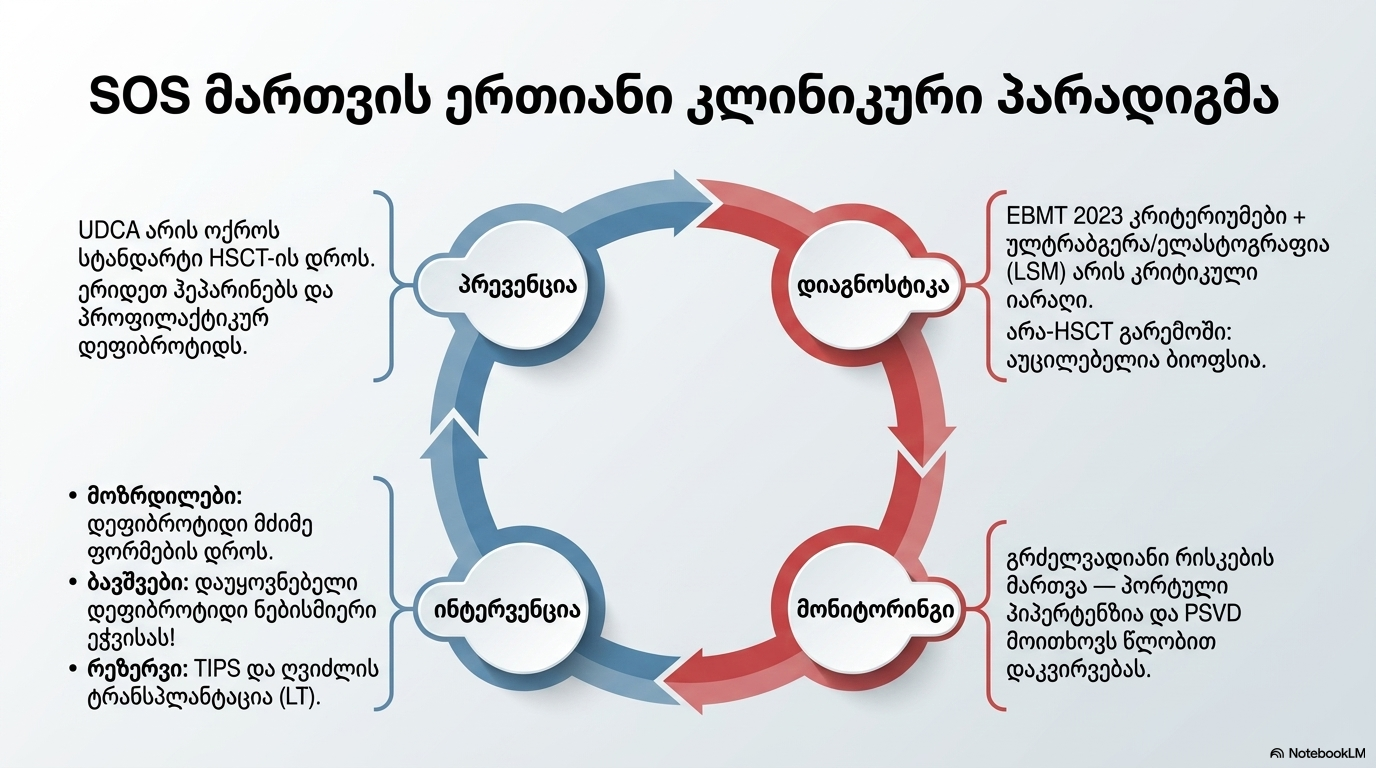 SOS მართვის ერთიანი კლინიკური პარადიგმა
UDCA არის ოქროს
სტანდარტი HSCT-ის დროს.
ერიდეთ ჰეპარინებს და
პროფილაქტიკურ
დეფიბროტიდს.
პრევენცია
დიაგნოსტიკა
EBMT 2023 კრიტერიუმები +
ულტრაბგერა/ელასტოგრაფია
(LSM) არის კრიტიკული
იარაღი.
არა-HSCT გარემოში:
აუცილებელია ბიოფსია.
• მოზრდილები:
დეფიბროტიდი მძიმე
ფორმების დროს.
• ბავშვები: დაუყოვნებელი
დეფიბროტიდი ნებისმიერი
ეჭვისას!
• რეზერვი: TIPS და ღვიძლის
ტრანსპლანტაცია (LT).
ინტერვენცია
მონიტორინგი
გრძელვადიანი რისკების
მართვა — პორტული
ჰიპერტენზია და PSVD
მოითხოვს წლობით
დაკვირვებას.
NotebookLM